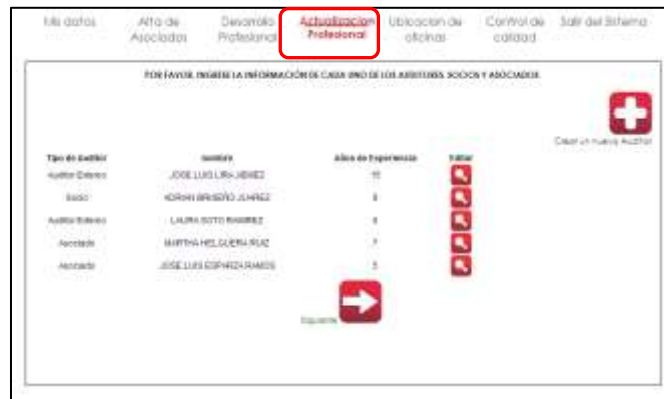 Mis datos
Alta de Asociados
Desarrollo Profesional
Actualizacion Profesional
Ubicacion de oficinas
Control de calidad
Salir del Sistema
POR FAVOR, INGRESE LA INFORMACIÓN DE CADA UNO DE LOS AUDITORES, SOCIOS Y ASOCIADOS.
Crear un nuevo Auditor
Tipo de Auditor nombre Años de Experiencia Editar
Auditor Externo JOSE LUIS LIRA
Socio ADRIAN BRISEÑO JUAREZ
Auditor Externo LAURA SOTO RAMIREZ
Asociado MARTHA HELGUERA RUIZ 7
Asociado JOSE LUIS ESPARZA RAMOS 5
Siguiente